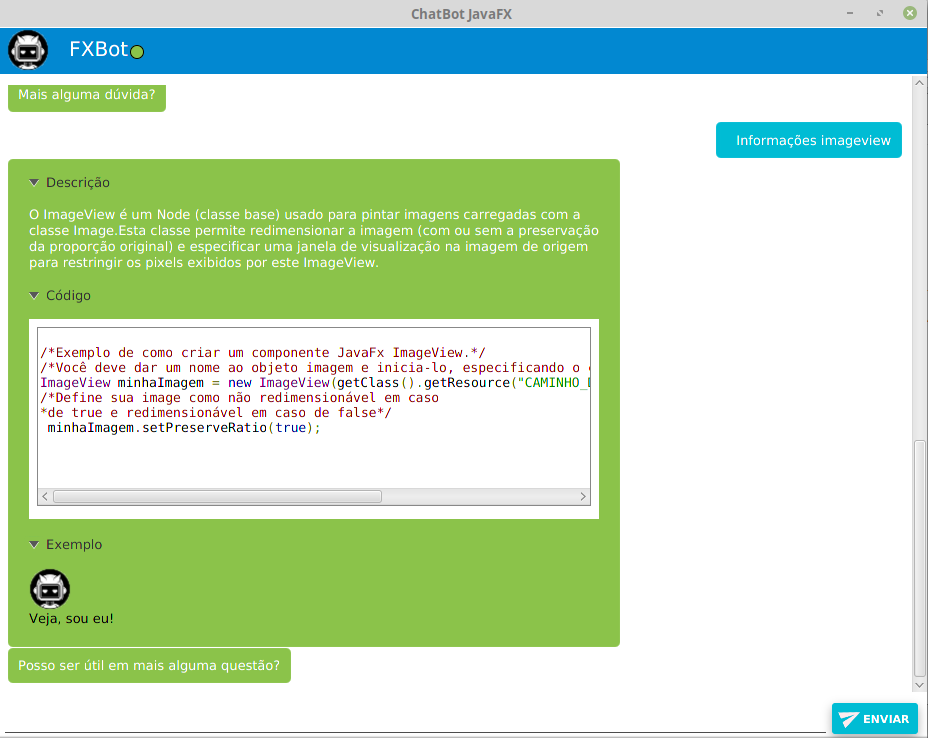 ChatBot JavaFX
FXBot
Mais alguma dúvida?
Informações imageview
Descrição
O ImageView é um Node (classe base) usado para pintar imagens carregadas com a
classe Image.Esta classe permite redimensionar a imagem (com ou sem a preservação
da proporção original) e especificar uma janela de visualização na imagem de origem
para restringir os pixels exibidos por este ImageView.
Código
/*Exemplo de como criar um componente JavaFx ImageView.*/
/*Você deve dar um nome ao objeto imagem e inicia-lo, especificando o
ImageView minhaImagem = new ImageView(getClass().getResource("CAMINHO_
/*Define sua image como não redimensionável em caso
*de true e redimensionável em caso de false*/
minhaImagem.setPreserveRatio(true);
Exemplo
Veja, sou eu!
Posso ser útil em mais alguma questão?
ENVIAR